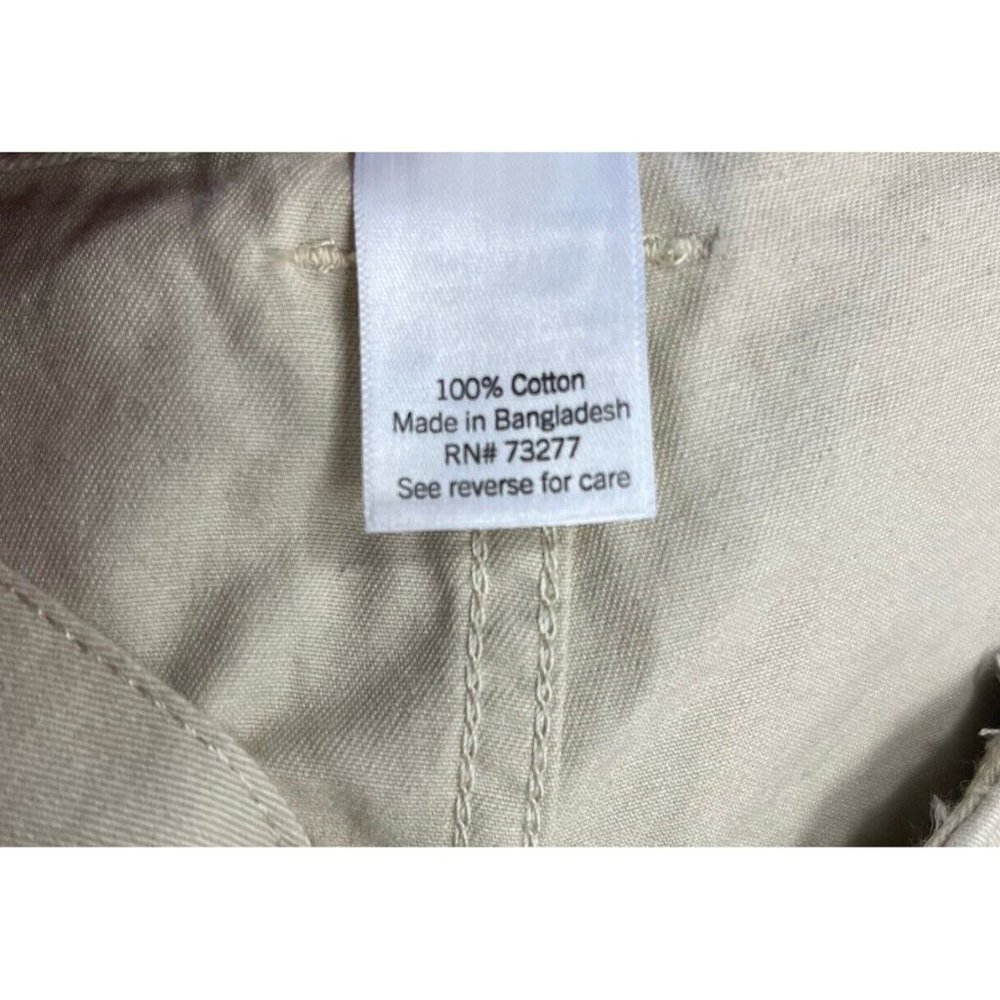 100% Cotton
Made in Bangladesh
RN# 73277
See reverse for care